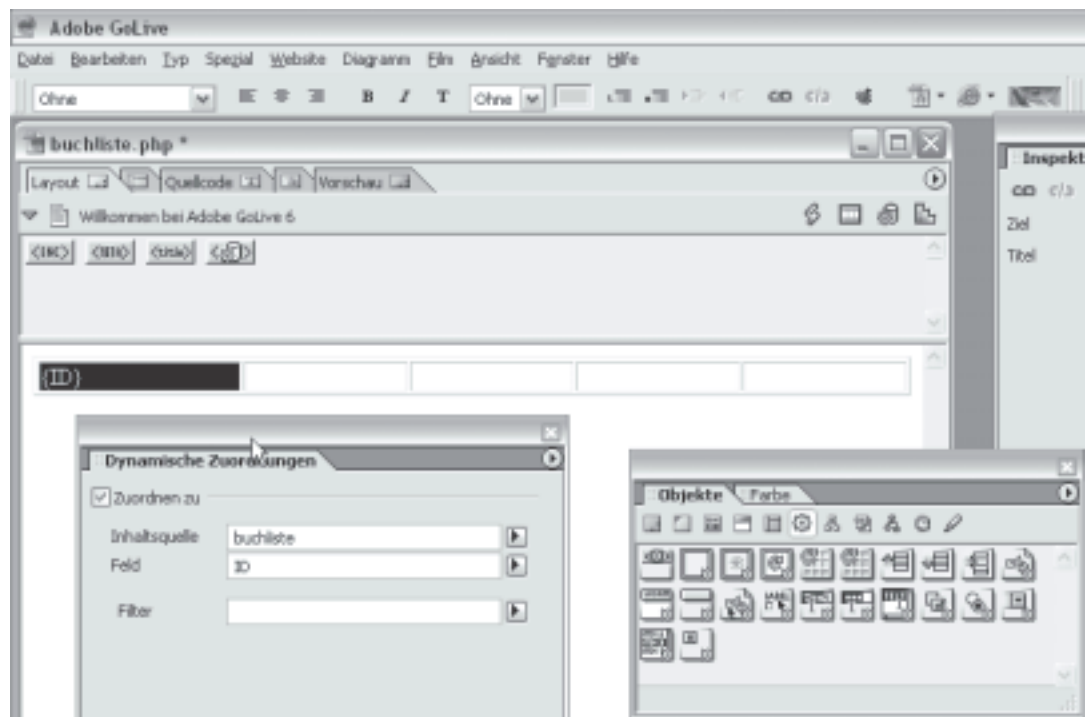 Adobe GoLive
Datei Bearbeiten Typ Spezial Website Diagramm Film Ansicht Fenster Hilfe
Ohne B I T Ohne
buchliste.php *
Layout Quellcode Vorschau
Willkommen bei Adobe GoLive 6
<title>
{ID}
Inspekt
Ziel
Titel
Dynamische Zuordnungen
Zuordnen zu
Inhaltsquelle buchliste
Feld ID
Filter
Objekte Farbe